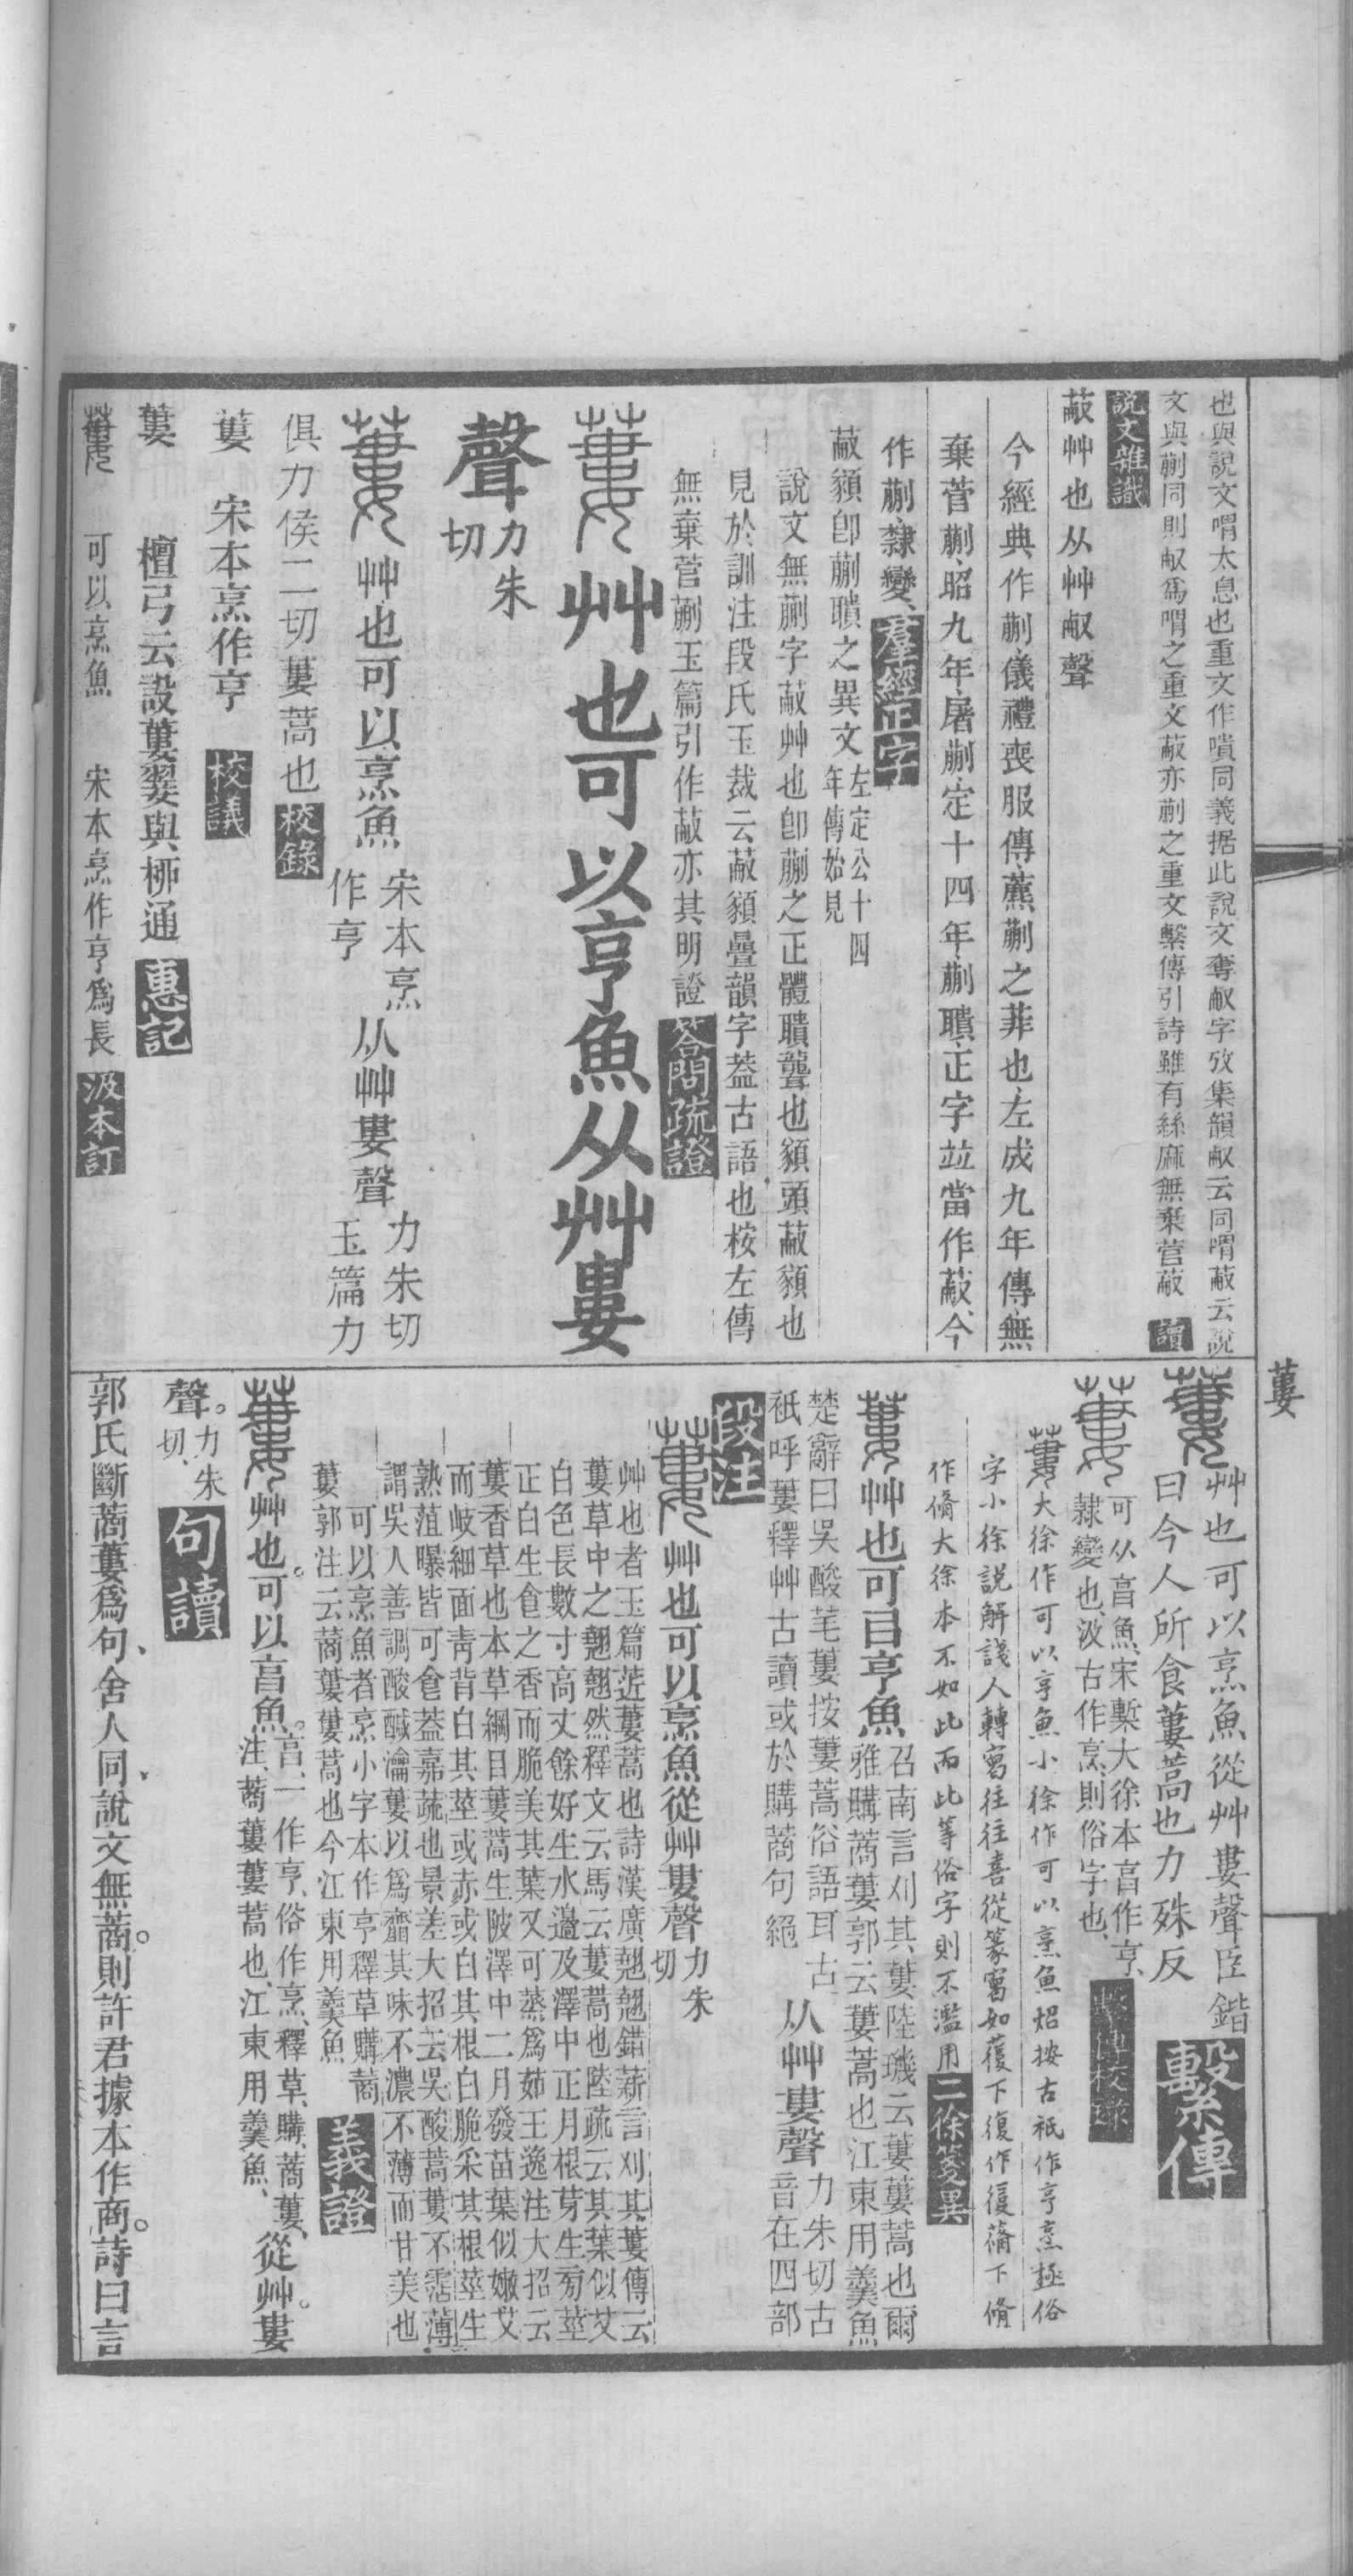 也與說文喟太息也重文作嘳同義据此說文奪㕟字攷集韻㕟云同喟蔽云說
文與蒯同則㕟爲喟之重文蔽亦蒯之重文繫傳引詩雖有絲麻無棄菅蔽 讀
說文雜識
蔽艸也从艸㕟聲
今經典作蒯儀禮喪服傳薦蒯之菲也左成九年傳無
棄菅蒯昭九年屠蒯定十四年蒯聵正字竝當作蔽今
作蒯隸變 羣經正字
蔽䫥卽蒯聵之異文左定公十四
年傳始見
說文無蒯字蔽艸也卽蒯之正體聵聾也䫥頭蔽䫥也
見於訓注段氏玉裁云蔽䫥疊韻字蓋古語也桉左傳
無棄菅蒯玉篇引作蔽亦其明證 答問疏證
蔞 艸也可以亨魚从艸婁
聲 力朱
切
蔞 艸也可以烹魚 宋本烹
作亨 从艸婁聲 力朱切
玉篇力
俱力侯二切蔞蒿也 校錄
蔞 宋本烹作亨 校議
蔞 檀弓云設蔞翣與柳通 惠記
蔞 可以烹魚 宋本烹作亨爲長 汲本訂
蔞
蔞 艸也可以烹魚從艸婁聲臣鍇
曰今人所食蔞蒿也力殊反 繫傳
蔞 可从亯魚宋槧大徐本亯作亨
隸變也汲古作烹則俗字也 繫傳校錄
蔞 大徐作可以亨魚小徐作可以烹魚炤按古祇作亨烹極俗
字小徐說解淺人轉寫往往喜從篆寫如蕧下復作復蓨下脩
作脩大徐本不如此而此等俗字則不濫用 二徐箋異
蔞 艸也可㠯亨魚 召南言刈其蔞陸璣云蔞蔞蒿也爾
雅購蔏蔞郭云蔞蒿也江東用羹魚
楚辭曰吳酸芼蔞按蔞蒿俗語耳古
祇呼蔞釋艸古讀或於購蔏句絕 从艸婁聲 力朱切古
音在四部
段注
蔞 艸也可以烹魚從艸婁聲 力朱
切
艸也者玉篇莚蔞蒿也詩漢廣翹翹錯薪言刈其蔞傳云
蔞草中之翹翹然釋文云馬云蔞蒿也陸疏云其葉似艾
白色長數寸高丈餘好生水邊及澤中正月根芽生旁莖
正白生食之香而脆美其葉又可蒸爲茹王逸注大招云
蔞香草也本草綱目蔞蒿生陂澤中二月發苗葉似嫩艾
而岐細面靑背白其莖或赤或白其根白脆采其根莖生
熟菹曝皆可食蓋嘉蔬也景差大招云吳酸蒿蔞不霑薄
謂吳人善調酸醎瀹蔞以爲齏其味不濃不薄而甘美也
可以烹魚者烹小字本作亨釋草購蔏
蔞郭注云蔏蔞蔞蒿也今江東用羹魚 義證
蔞 艸也。可以亯魚。亯、一作亨、俗作烹、釋草、購、蔏蔞、
注、蔏蔞蔞蒿也、江東用羹魚、 從艸。婁
聲。力朱
切、 句讀
郭氏斷蔏蔞爲句、舍人同說文無蔏。則許君據本作商。詩曰言